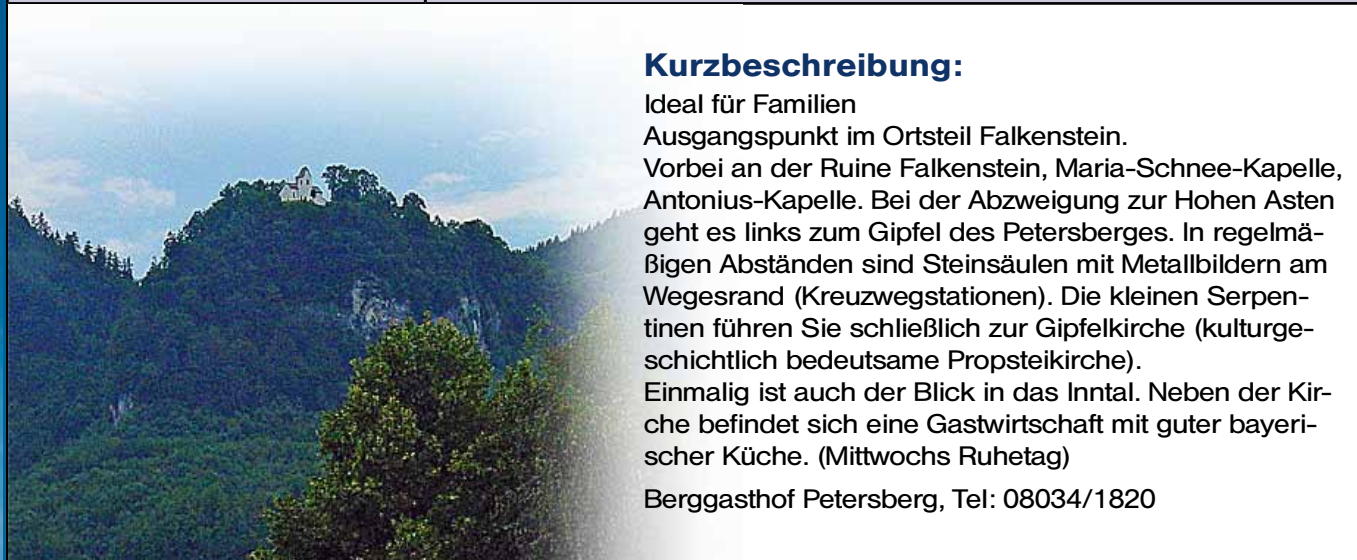 Kurzbeschreibung:
Ideal für Familien
Ausgangspunkt im Ortsteil Falkenstein.
Vorbei an der Ruine Falkenstein, Maria-Schnee-Kapelle,
Antonius-Kapelle. Bei der Abzweigung zur Hohen Asten
geht es links zum Gipfel des Petersberges. In regelmä-
ßigen Abständen sind Steinsäulen mit Metallbildern am
Wegesrand (Kreuzwegstationen). Die kleinen Serpen-
tinen führen Sie schließlich zur Gipfelkirche (kulturge-
schichtlich bedeutsame Propsteikirche).
Einmalig ist auch der Blick in das Inntal. Neben der Kir-
che befindet sich eine Gastwirtschaft mit guter bayeri-
scher Küche. (Mittwochs Ruhetag)
Berggasthof Petersberg, Tel: 08034/1820